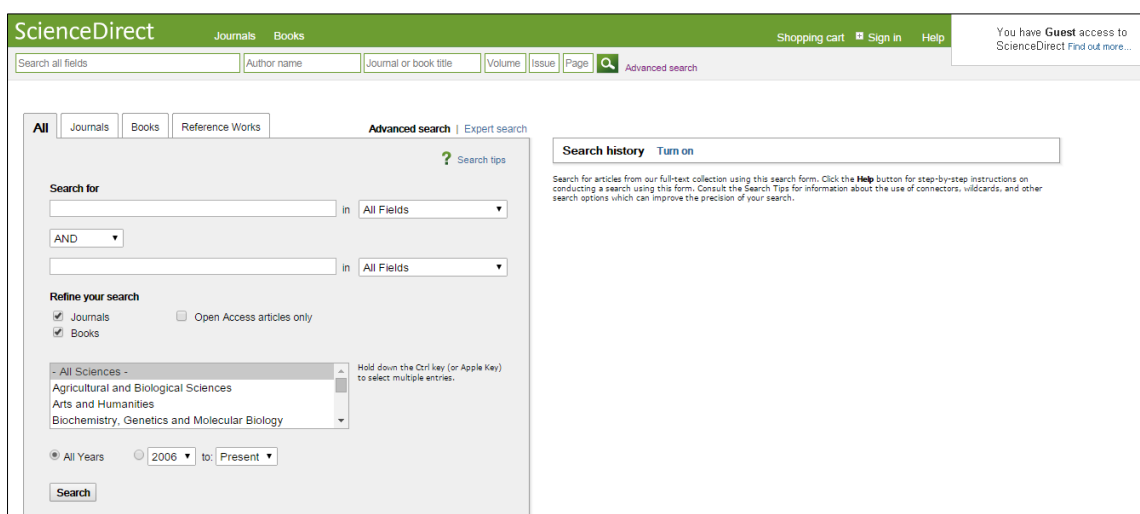 ScienceDirect
Journals Books
Shopping cart Sign in Help
You have Guest access to
ScienceDirect Find out more...
Search all fields Author name Journal or book title Volume Issue Page Advanced search
All Journals Books Reference Works
Advanced search | Expert search
? Search tips
Search for
in All Fields
AND
in All Fields
Refine your search
Journals Open Access articles only
Books
- All Sciences -
Agricultural and Biological Sciences
Arts and Humanities
Biochemistry, Genetics and Molecular Biology
Hold down the Ctrl key (or Apple Key)
to select multiple entries.
All Years 2006 to: Present
Search
Search history Turn on
Search for articles from our full-text collection using this search form. Click the Help button for step-by-step instructions on
conducting a search using this form. Consult the Search Tips for information about the use of connectors, wildcards, and other
search options which can improve the precision of your search.